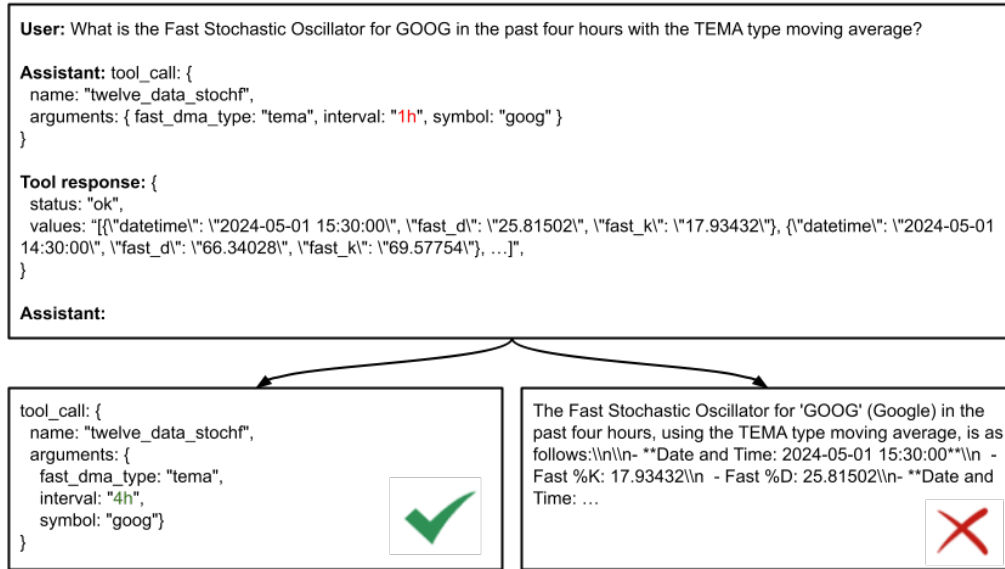 User: What is the Fast Stochastic Oscillator for GOOG in the past four hours with the TEMA type moving average?
Assistant: tool_call: {
name: "twelve_data_stochf",
arguments: { fast_dma_type: "tema", interval: "1h", symbol: "goog" }
}
Tool response: {
status: "ok",
values: “[{\"datetime\": \"2024-05-01 15:30:00\", \"fast_d\": \"25.81502\", \"fast_k\": \"17.93432\"}, {\"datetime\": \"2024-05-01
14:30:00\", \"fast_d\": \"66.34028\", \"fast_k\": \"69.57754\"}, …]",
}
Assistant:
tool_call: {
name: "twelve_data_stochf",
arguments: {
fast_dma_type: "tema",
interval: "4h",
symbol: "goog"}
}
The Fast Stochastic Oscillator for 'GOOG' (Google) in the
past four hours, using the TEMA type moving average, is as
follows:\\n\\n- **Date and Time: 2024-05-01 15:30:00**\\n -
Fast %K: 17.93432\\n - Fast %D: 25.81502\\n- **Date and
Time: …